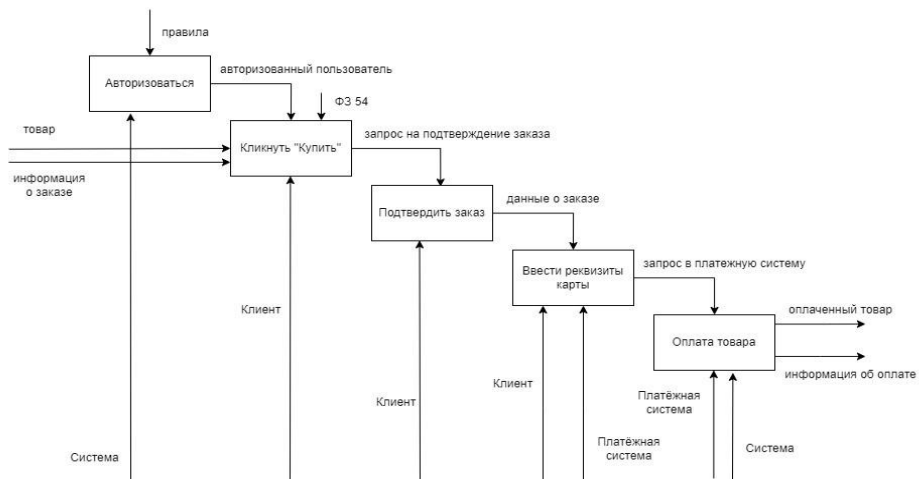 правила
Авторизоваться
авторизованный пользователь
ФЗ 54
товар
Кликнуть "Купить"
запрос на подтверждение заказа
информация
о заказе
Подтвердить заказ
данные о заказе
Ввести реквизиты
карты
запрос в платежную систему
Клиент
оплаченный товар
Оплата товара
Клиент
информация об оплате
Клиент
Платёжная
система
Система
Платёжная
система
Система